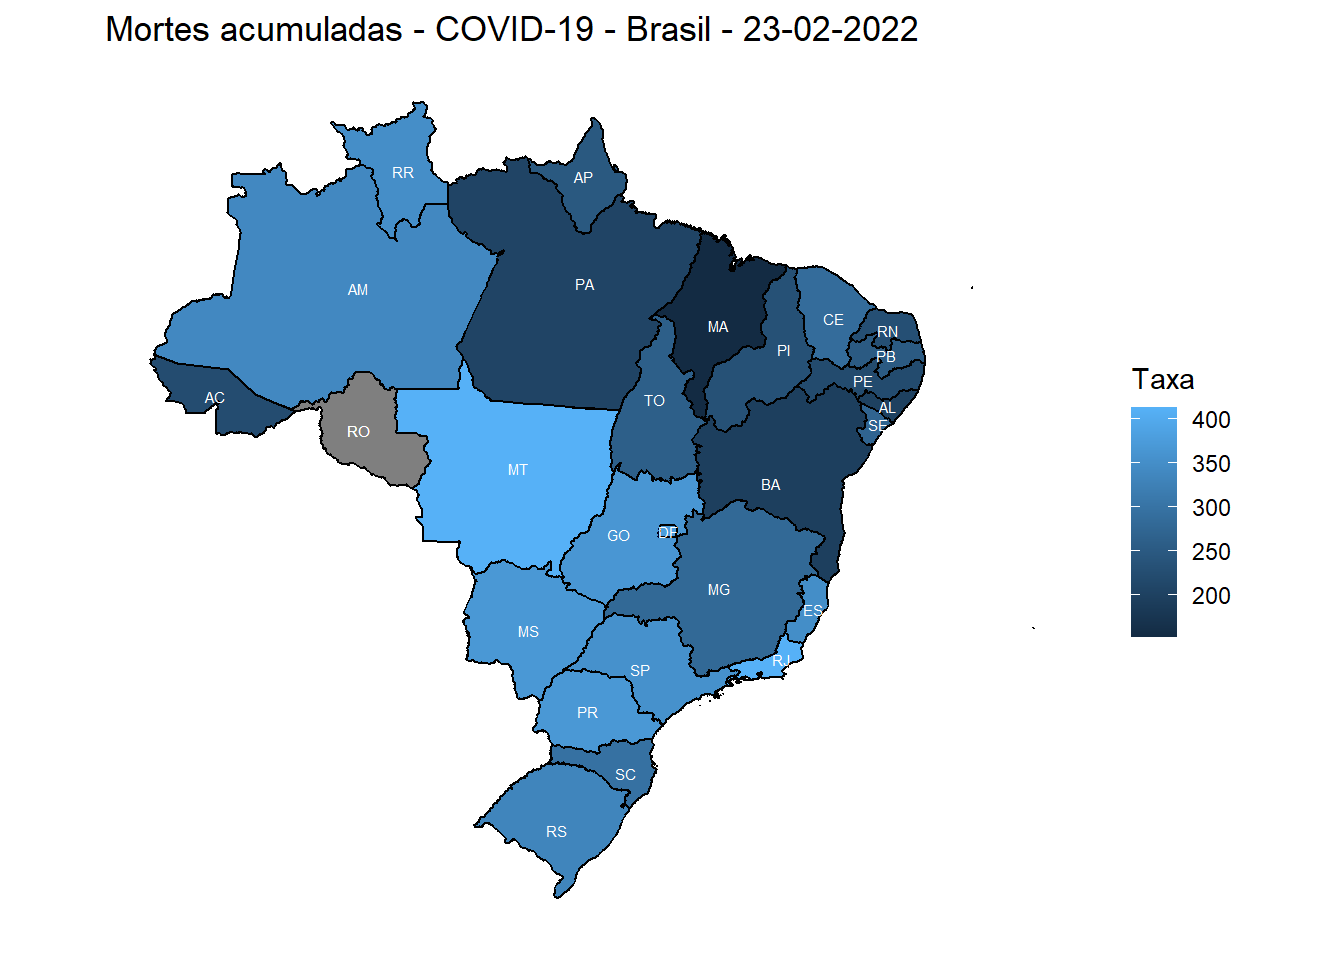 Mortes acumuladas - COVID-19 - Brasil - 23-02-2022
RR
AP
AM
PA
MA
CE
RN
PI
PB
PE
AC
TO
AL
SE
RO
MT
BA
GO
DF
MG
ES
MS
SP
RJ
PR
SC
RS
Taxa
400
350
300
250
200